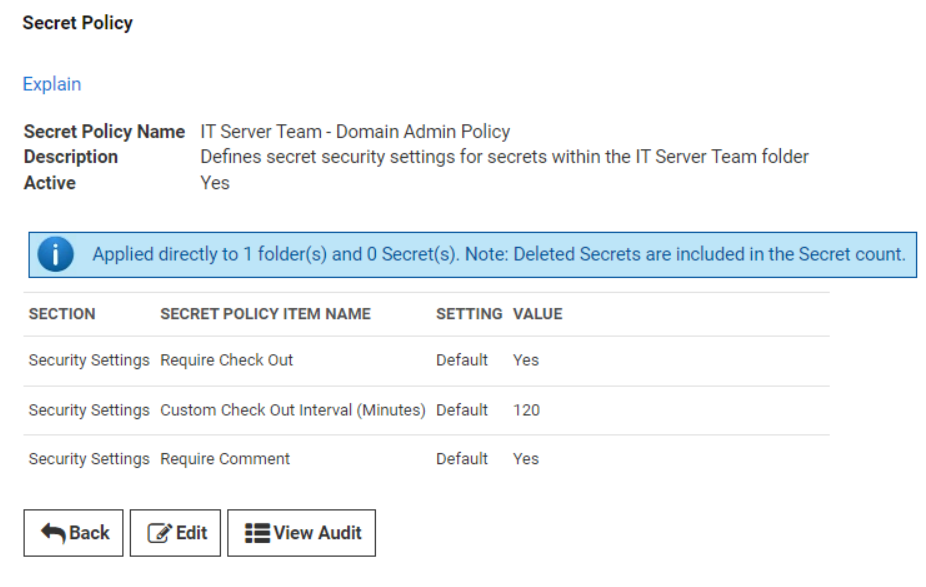 Secret Policy
Explain
Secret Policy Name IT Server Team - Domain Admin Policy
Description Defines secret security settings for secrets within the IT Server Team folder
Active Yes
i Applied directly to 1 folder(s) and 0 Secret(s). Note: Deleted Secrets are included in the Secret count.
SECTION SECRET POLICY ITEM NAME SETTING VALUE
Security Settings Require Check Out Default Yes
Security Settings Custom Check Out Interval (Minutes) Default 120
Security Settings Require Comment Default Yes
Back Edit View Audit